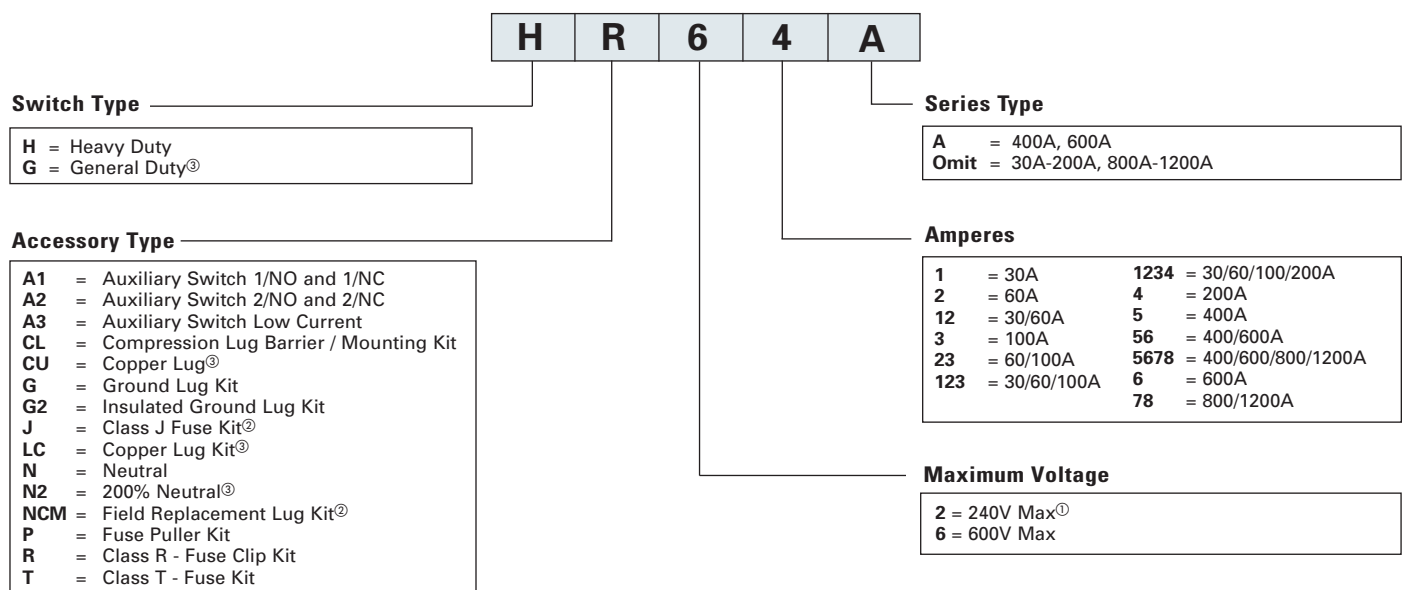 H R 6 4 A
Switch Type
H = Heavy Duty
G = General Duty③
Accessory Type
A1 = Auxiliary Switch 1/NO and 1/NC
A2 = Auxiliary Switch 2/NO and 2/NC
A3 = Auxiliary Switch Low Current
CL = Compression Lug Barrier / Mounting Kit
CU = Copper Lug③
G = Ground Lug Kit
G2 = Insulated Ground Lug Kit
J = Class J Fuse Kit②
LC = Copper Lug Kit③
N = Neutral
N2 = 200% Neutral③
NCM = Field Replacement Lug Kit②
P = Fuse Puller Kit
R = Class R - Fuse Clip Kit
T = Class T - Fuse Kit
Series Type
A = 400A, 600A
Omit = 30A-200A, 800A-1200A
Amperes
1 = 30A
2 = 60A
12 = 30/60A
3 = 100A
23 = 60/100A
123 = 30/60/100A
1234 = 30/60/100/200A
4 = 200A
5 = 400A
56 = 400/600A
5678 = 400/600/800/1200A
6 = 600A
78 = 800/1200A
Maximum Voltage
2 = 240V Max①
6 = 600V Max